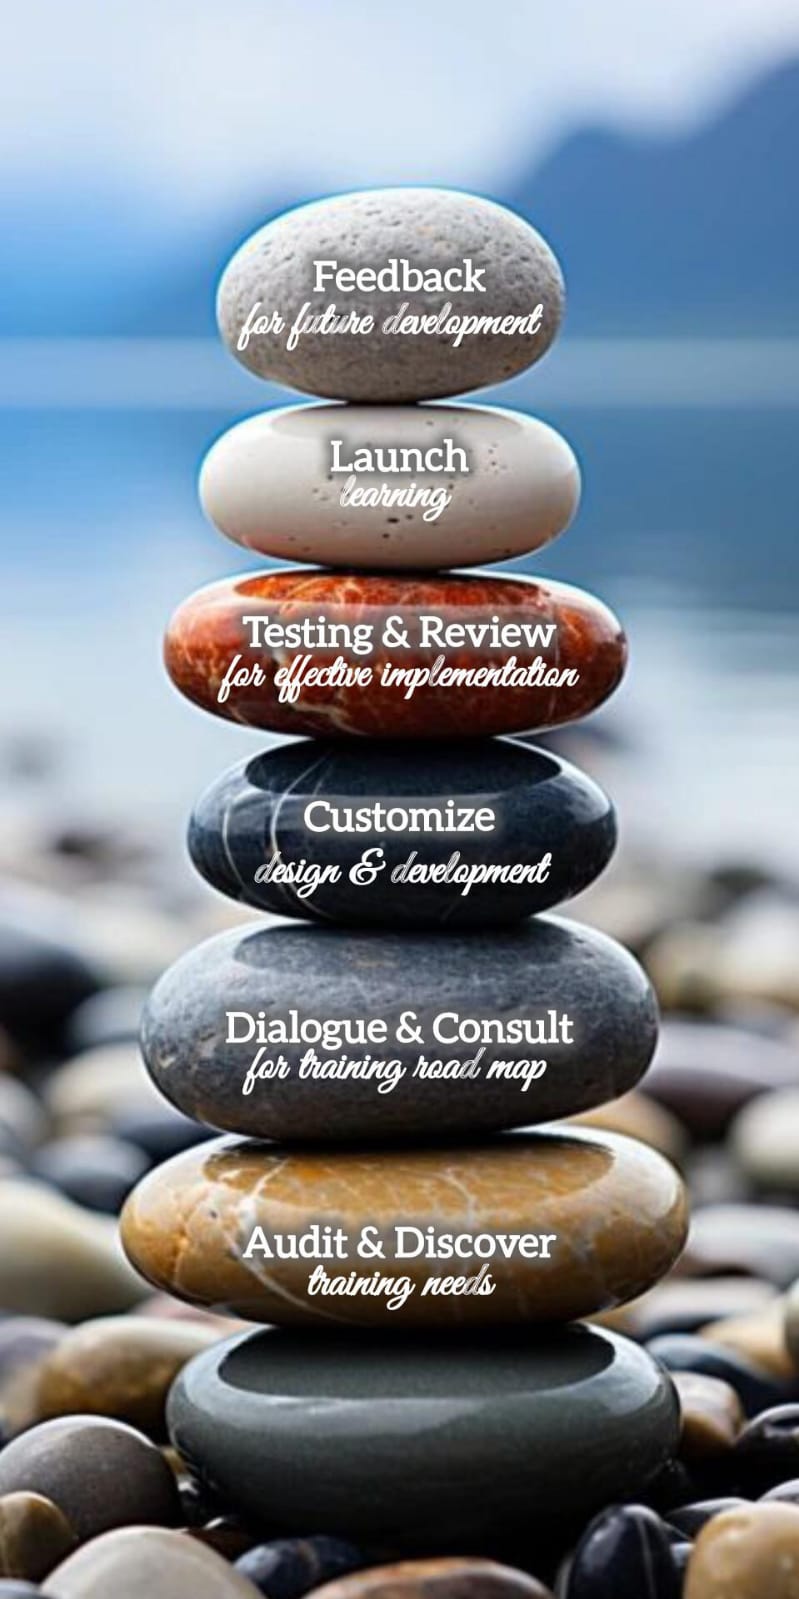 Feedback
for future development
Launch
learning
Testing & Review
for effective implementation
Customize
design & development
Dialogue & Consult
for training road map
Audit & Discover
training needs